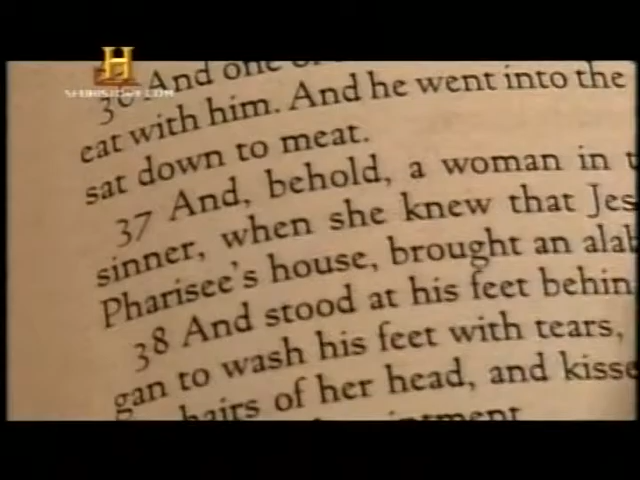 H
36 And one
eat with him. And he went into the
sat down to meat.
37 And, behold, a woman in
sinner, when she knew that Jes
Pharisee's house, brought an alab
38 And stood at his feet behin
gan to wash his feet with tears,
hairs of her head, and kisse